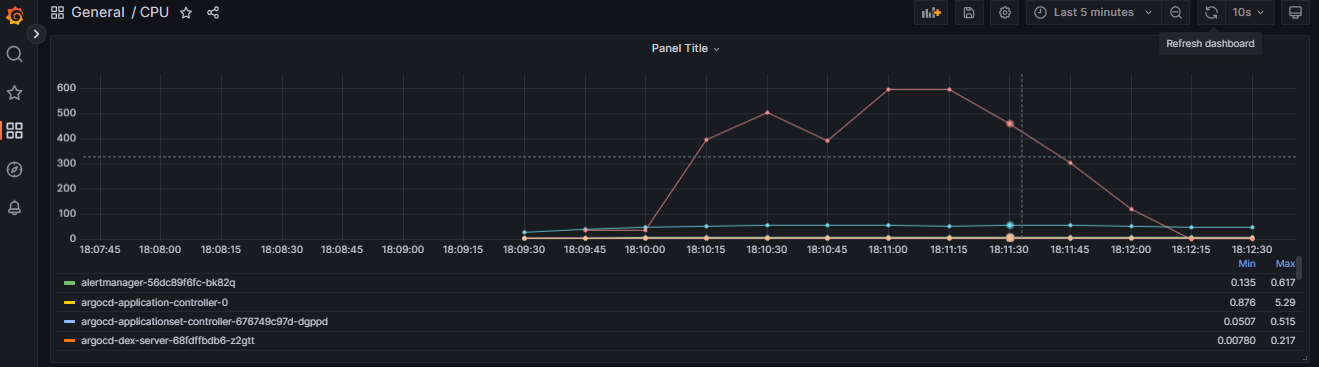 General / CPU
Last 5 minutes
10s
Refresh dashboard
Panel Title
600
500
400
300
200
100
0
18:07:45 18:08:00 18:08:15 18:08:30 18:08:45 18:09:00 18:09:15 18:09:30 18:09:45 18:10:00 18:10:15 18:10:30 18:10:45 18:11:00 18:11:15 18:11:30 18:11:45 18:12:00 18:12:15 18:12:30
Min Max
alertmanager-56dc89f6fc-bk82q 0.135 0.617
argocd-application-controller-0 0.876 5.29
argocd-applicationset-controller-676749c97d-dgppd 0.0507 0.515
argocd-dex-server-68fdffbdb6-z2gtt 0.00780 0.217